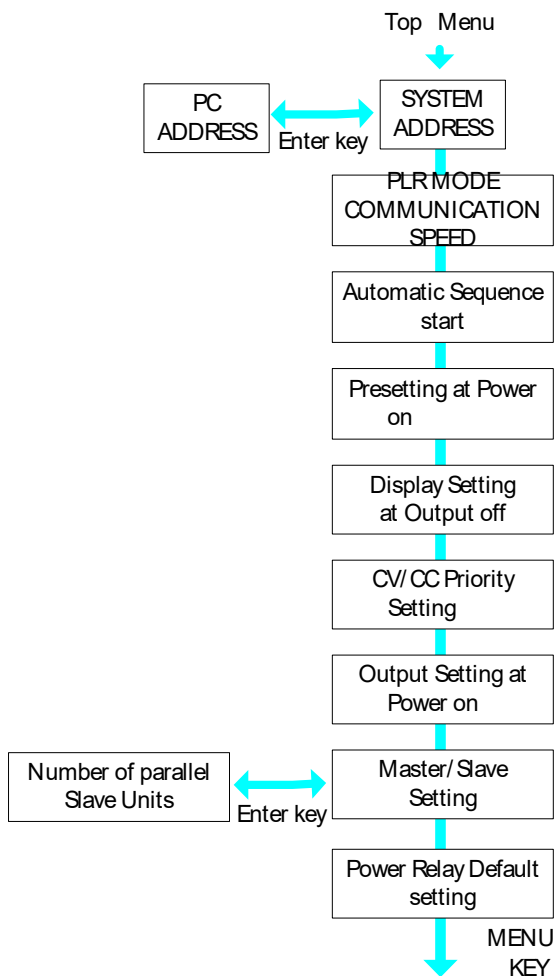 Top Menu
PC
ADDRESS
Enter key
SYSTEM
ADDRESS
PLR MODE
COMMUNICATION
SPEED
Automatic Sequence
start
Presetting at Power
on
Display Setting
at Output off
CV/CC Priority
Setting
Output Setting at
Power on
Number of parallel
Slave Units
Enter key
Master/Slave
Setting
Power Relay Default
setting
MENU
KEY